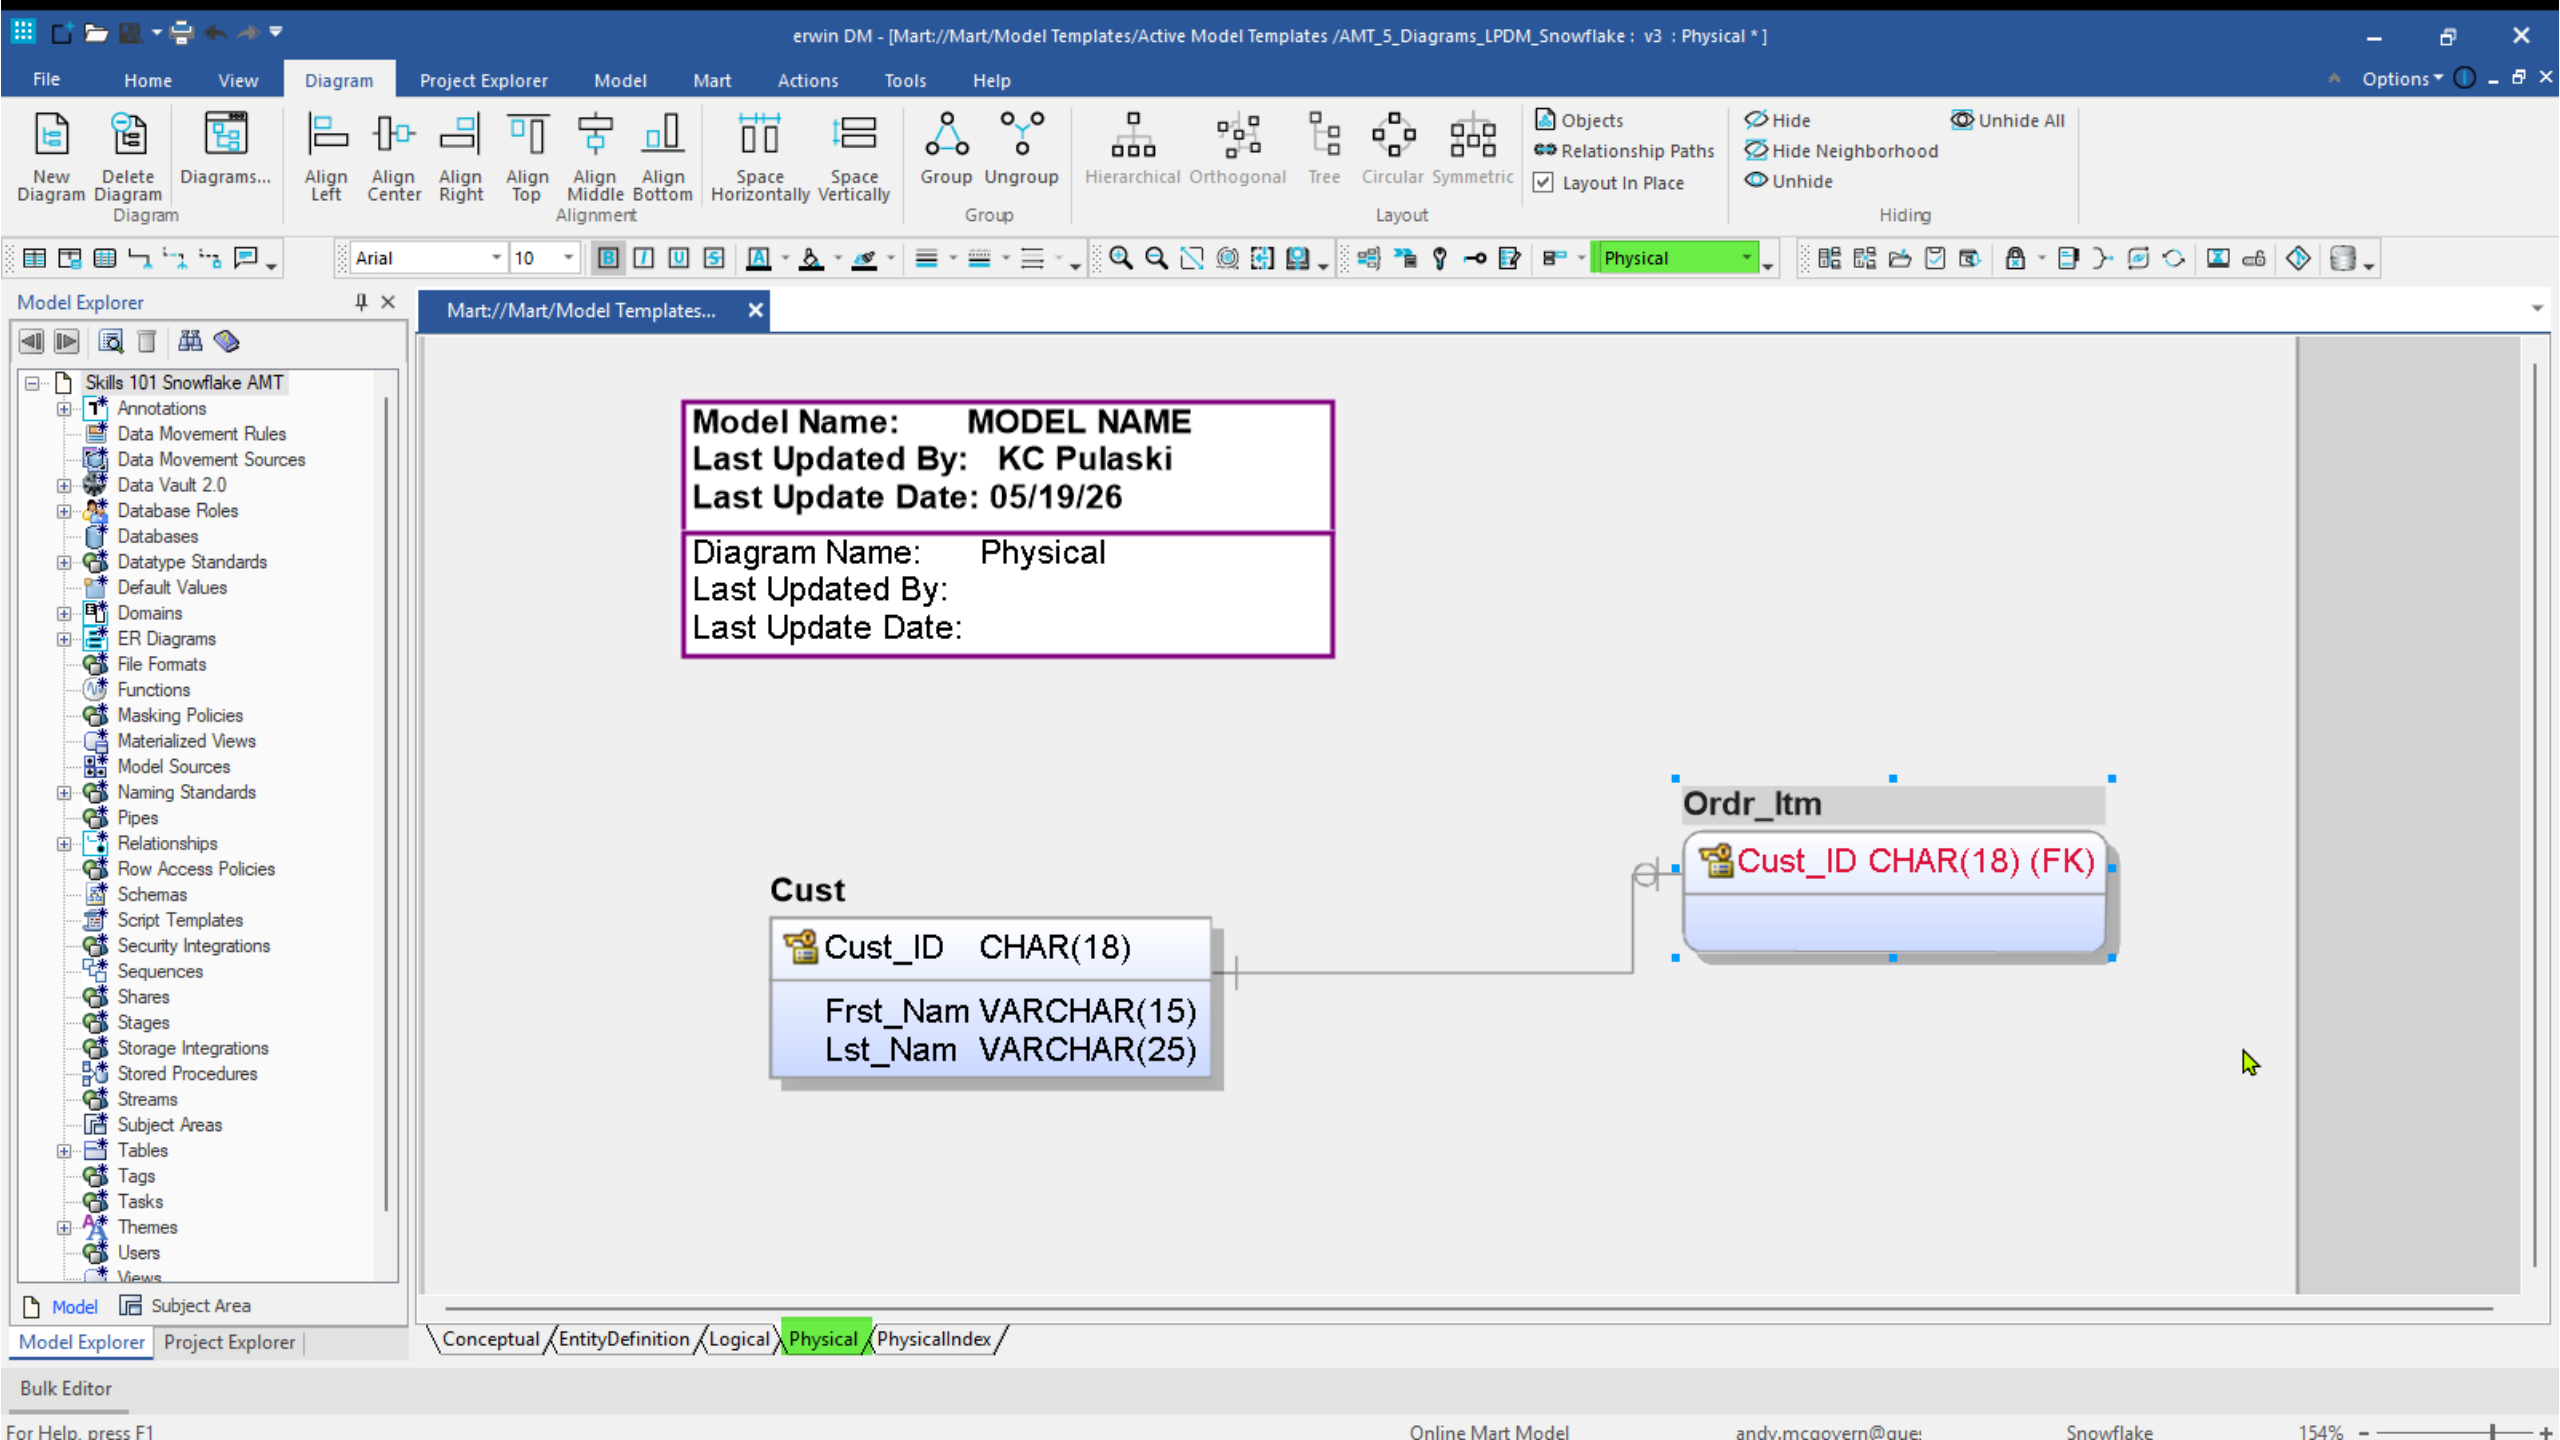 erwin DM - [Mart://Mart/Model Templates/Active Model Templates /AMT_5_Diagrams_LPDM_Snowflake : v3 : Physical * ]
File Home View Diagram Project Explorer Model Mart Actions Tools Help Options
New Diagram
Delete Diagram
Diagrams...
Diagram
Align Left
Align Center
Align Right
Align Top
Align Middle
Align Bottom
Space Horizontally
Space Vertically
Alignment
Group Ungroup
Group
Hierarchical Orthogonal Tree Circular Symmetric
Objects
Relationship Paths
Layout In Place
Layout
Hide
Hide Neighborhood
Unhide
Unhide All
Hiding
Arial 10 Physical
Model Explorer
Mart://Mart/Model Templates...
Skills 101 Snowflake AMT
Annotations
Data Movement Rules
Data Movement Sources
Data Vault 2.0
Database Roles
Databases
Datatype Standards
Default Values
Domains
ER Diagrams
File Formats
Functions
Masking Policies
Materialized Views
Model Sources
Naming Standards
Pipes
Relationships
Row Access Policies
Schemas
Script Templates
Security Integrations
Sequences
Shares
Stages
Storage Integrations
Stored Procedures
Streams
Subject Areas
Tables
Tags
Tasks
Themes
Users
Views
Model Subject Area
Model Explorer Project Explorer
Model Name: MODEL NAME
Last Updated By: KC Pulaski
Last Update Date: 05/19/26
Diagram Name: Physical
Last Updated By:
Last Update Date:
Ordr_Itm
Cust_ID CHAR(18) (FK)
Cust
Cust_ID CHAR(18)
Frst_Nam VARCHAR(15)
Lst_Nam VARCHAR(25)
Conceptual EntityDefinition Logical Physical PhysicalIndex
Bulk Editor
For Help, press F1
Online Mart Model
andy.mcgovern@que
Snowflake
154%